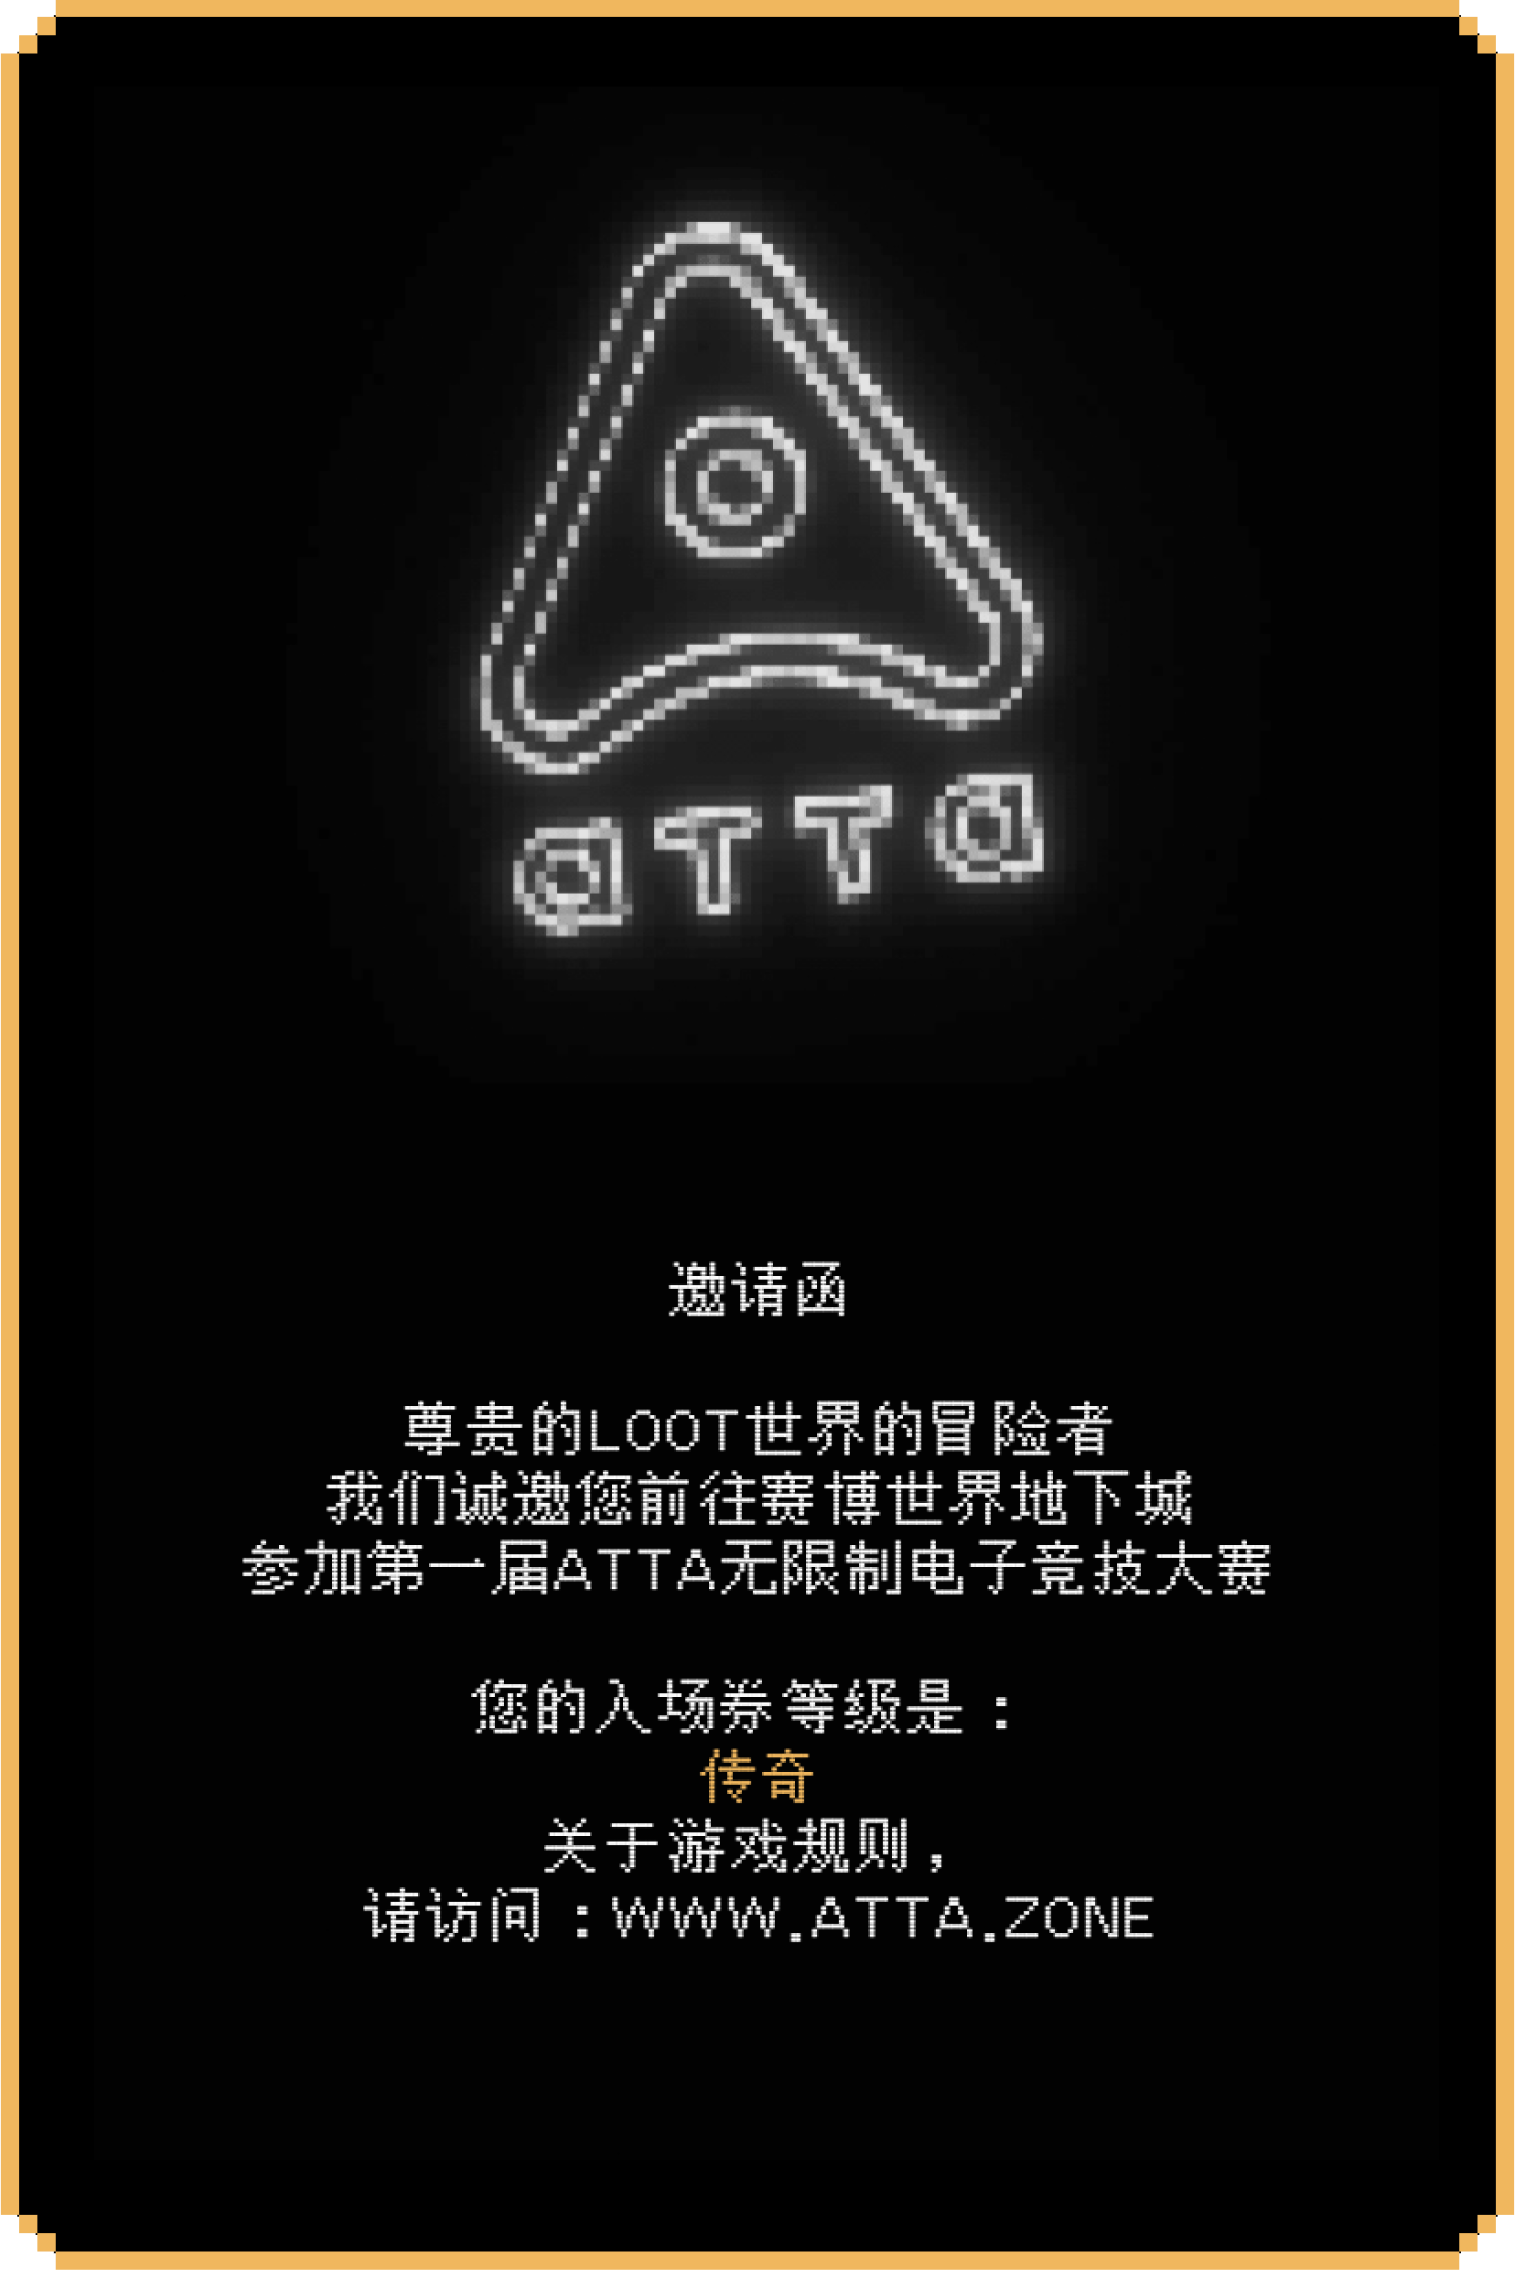 aTTa
邀请函
尊贵的LOOT世界的冒险者
我们诚邀您前往赛博世界地下城
参加第一届ATTA无限制电子竞技大赛
您的入场券等级是：
传奇
关于游戏规则，
请访问：WWW.ATTA.ZONE